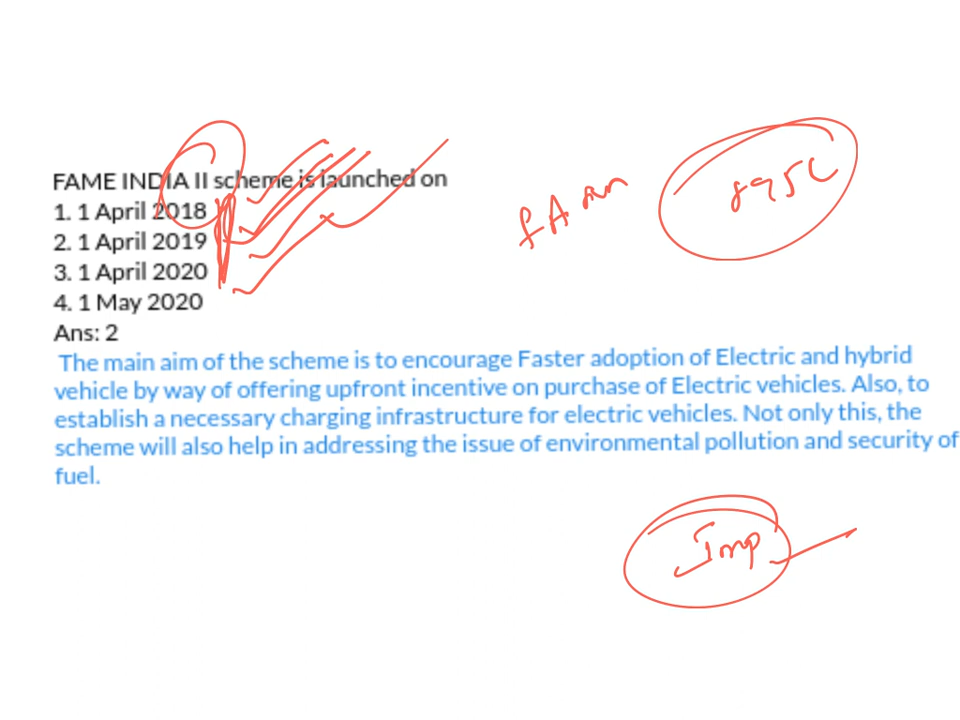 FAME INDIA II scheme is launched on
1. 1 April 2018
2. 1 April 2019
3. 1 April 2020
4. 1 May 2020
Ans: 2
The main aim of the scheme is to encourage Faster adoption of Electric and hybrid
vehicle by way of offering upfront incentive on purchase of Electric vehicles. Also, to
establish a necessary charging infrastructure for electric vehicles. Not only this, the
scheme will also help in addressing the issue of environmental pollution and security of
fuel.
Imp